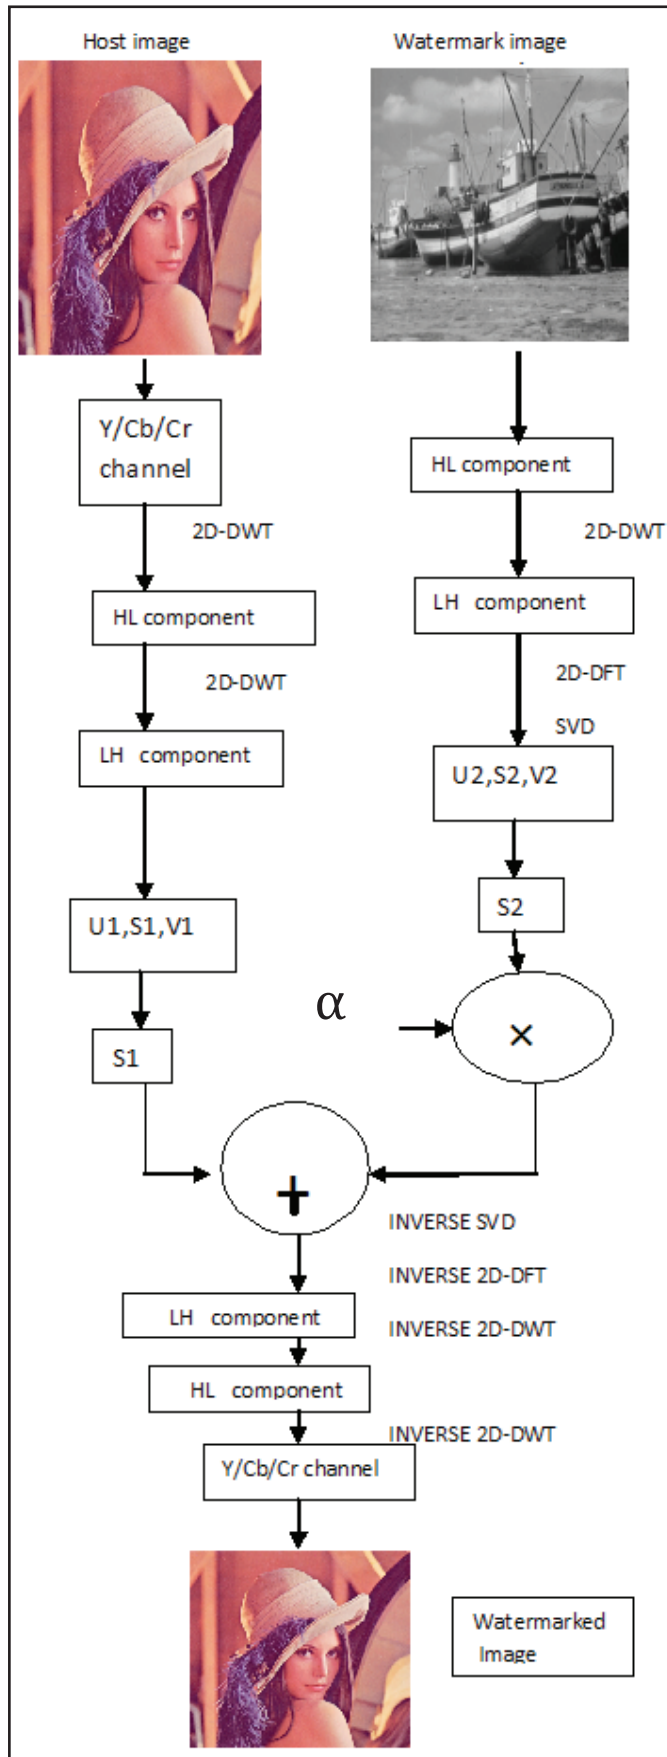 Host image
Watermark image
Y/Cb/Cr
channel
2D-DWT
HL component
2D-DWT
LH component
U1,S1,V1
S1
HL component
2D-DWT
LH component
2D-DFT
SVD
U2,S2,V2
S2
α
×
+
INVERSE SVD
INVERSE 2D-DFT
LH component
INVERSE 2D-DWT
HL component
INVERSE 2D-DWT
Y/Cb/Cr channel
Watermarked
Image